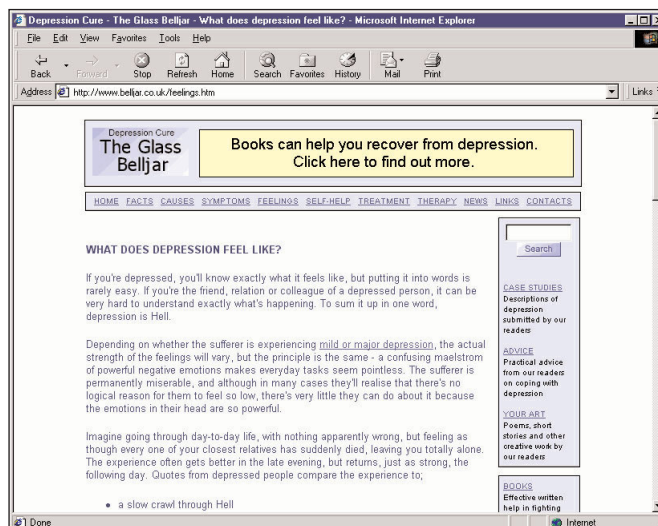 Depression Cure - The Glass Belljar - What does depression feel like? - Microsoft Internet Explorer
File Edit View Favorites Tools Help
Back Forward Stop Refresh Home Search Favorites History Mail Print
Address http://www.belljar.co.uk/feelings.htm Links
Depression Cure
The Glass
Belljar
Books can help you recover from depression.
Click here to find out more.
HOME FACTS CAUSES SYMPTOMS FEELINGS SELF-HELP TREATMENT THERAPY NEWS LINKS CONTACTS
WHAT DOES DEPRESSION FEEL LIKE?
If you're depressed, you'll know exactly what it feels like, but putting it into words is
rarely easy. If you're the friend, relation or colleague of a depressed person, it can be
very hard to understand exactly what's happening. To sum it up in one word,
depression is Hell.
Depending on whether the sufferer is experiencing mild or major depression, the actual
strength of the feelings will vary, but the principle is the same - a confusing maelstrom
of powerful negative emotions makes everyday tasks seem pointless. The sufferer is
permanently miserable, and although in many cases they'll realise that there's no
logical reason for them to feel so low, there's very little they can do about it because
the emotions in their head are so powerful.
Imagine going through day-to-day life, with nothing apparently wrong, but feeling as
though every one of your closest relatives has suddenly died, leaving you totally alone.
The experience often gets better in the late evening, but returns, just as strong, the
following day. Quotes from depressed people compare the experience to;
• a slow crawl through Hell
Search
CASE STUDIES
Descriptions of
depression
submitted by our
readers
ADVICE
Practical advice
from our readers
on coping with
depression
YOUR ART
Poems, short
stories and other
creative work by
our readers
BOOKS
Effective written
help in fighting
Done Internet